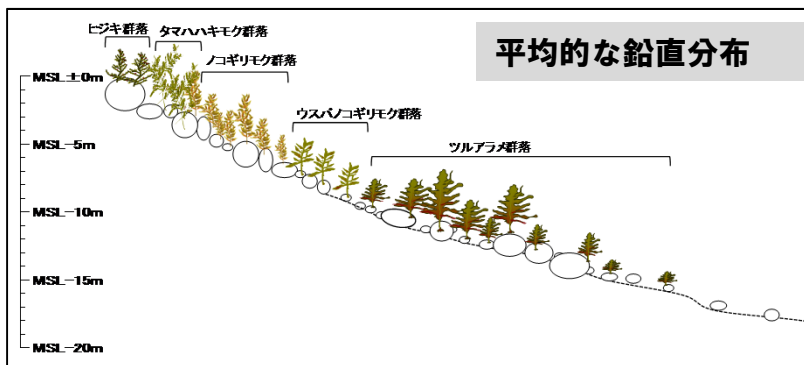 平均的な鉛直分布
ヒジキ群落
タマハハキモク群落
ノコギリモク群落
ウスバノコギリモク群落
ツルアラメ群落
MSL±0m
MSL-5m
MSL-10m
MSL-15m
MSL-20m